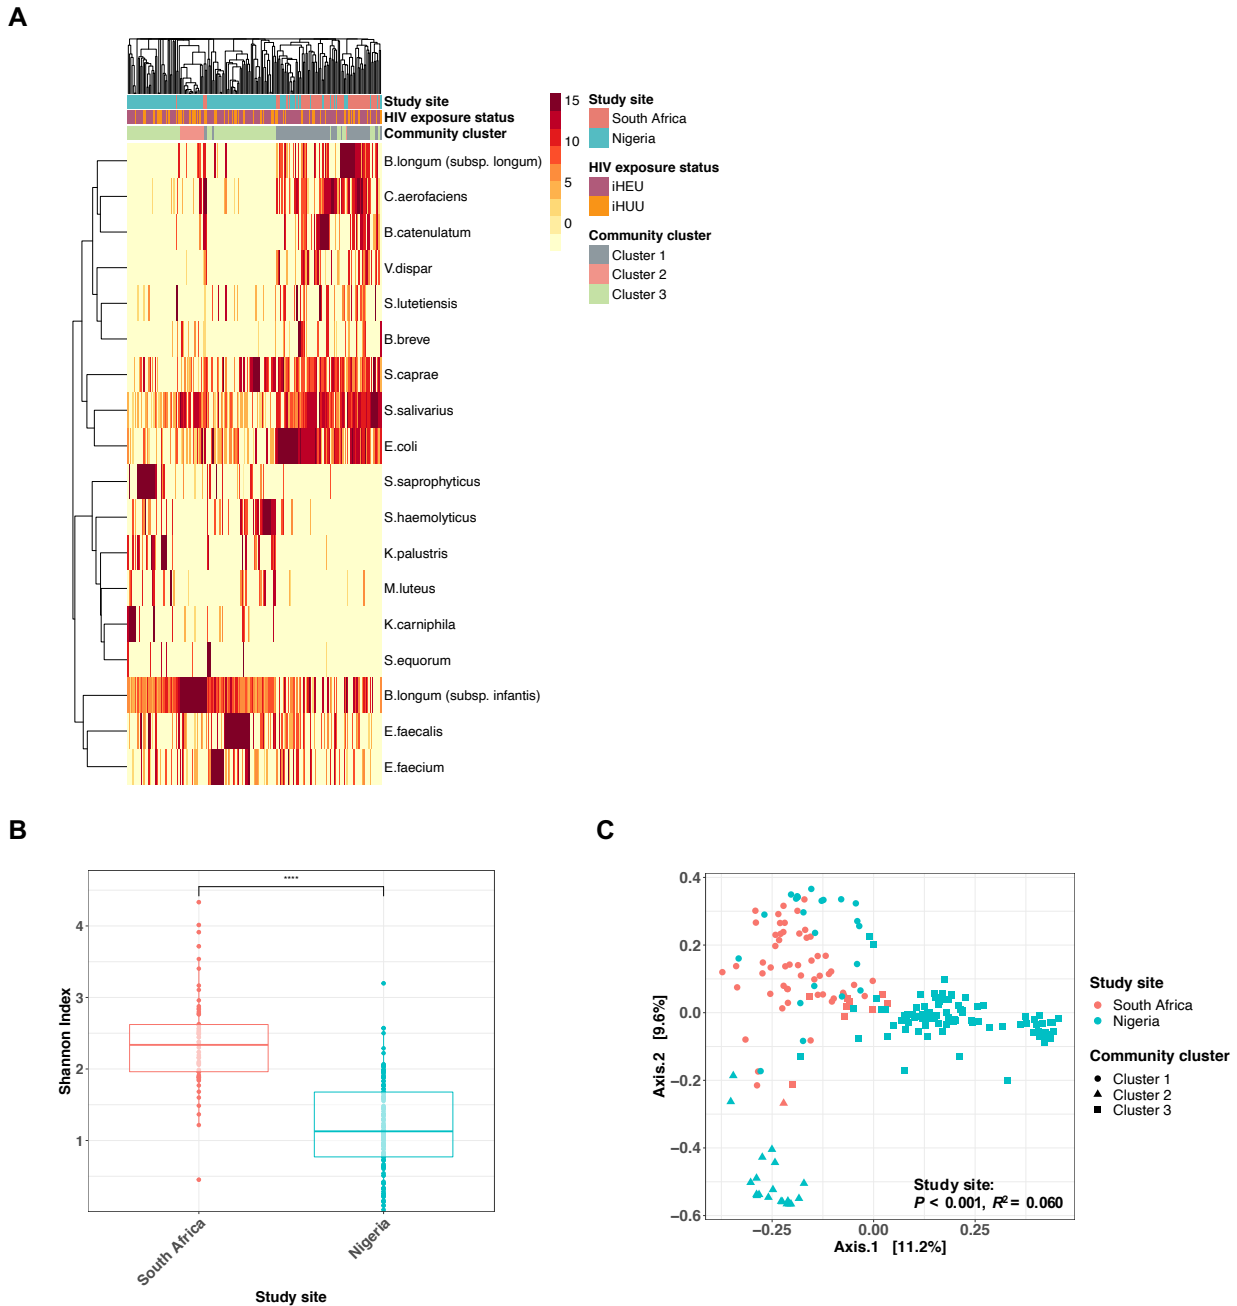 A
Study site
HIV exposure status
Community cluster
B.longum (subsp. longum)
C.aerofaciens
B.catenulatum
V.dispar
S.lutetiensis
B.breve
S.caprae
S.salivarius
E.coli
S.saprophyticus
S.haemolyticus
K.palustris
M.luteus
K.carniphila
S.equorum
B.longum (subsp. infantis)
E.faecalis
E.faecium
15
10
5
0
Study site
South Africa
Nigeria
HIV exposure status
iHEU
iHUU
Community cluster
Cluster 1
Cluster 2
Cluster 3
B
****
Shannon Index
4
3
2
1
South Africa
Nigeria
Study site
C
Axis.2 [9.6%]
0.4
0.2
0.0
−0.2
−0.4
−0.6
Study site:
P < 0.001, R² = 0.060
−0.25
0.00
0.25
Axis.1 [11.2%]
Study site
South Africa
Nigeria
Community cluster
Cluster 1
Cluster 2
Cluster 3